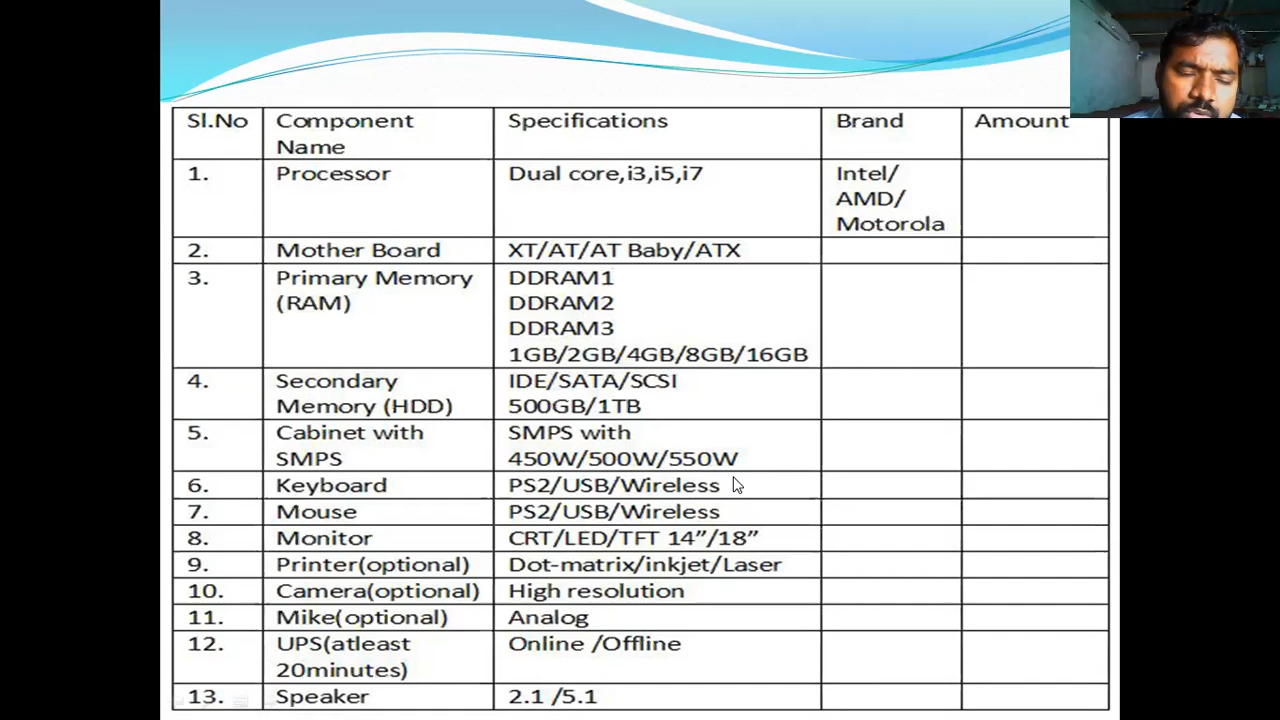 Sl.No Component Specifications Brand Amount
Name
1. Processor Dual core,i3,i5,i7 Intel/
AMD/
Motorola
2. Mother Board XT/AT/AT Baby/ATX
3. Primary Memory DDRAM1
(RAM) DDRAM2
DDRAM3
1GB/2GB/4GB/8GB/16GB
4. Secondary IDE/SATA/SCSI
Memory (HDD) 500GB/1TB
5. Cabinet with SMPS with
SMPS 450W/500W/550W
6. Keyboard PS2/USB/Wireless
7. Mouse PS2/USB/Wireless
8. Monitor CRT/LED/TFT 14”/18”
9. Printer(optional) Dot-matrix/inkjet/Laser
10. Camera(optional) High resolution
11. Mike(optional) Analog
12. UPS(atleast Online /Offline
20minutes)
13. Speaker 2.1 /5.1